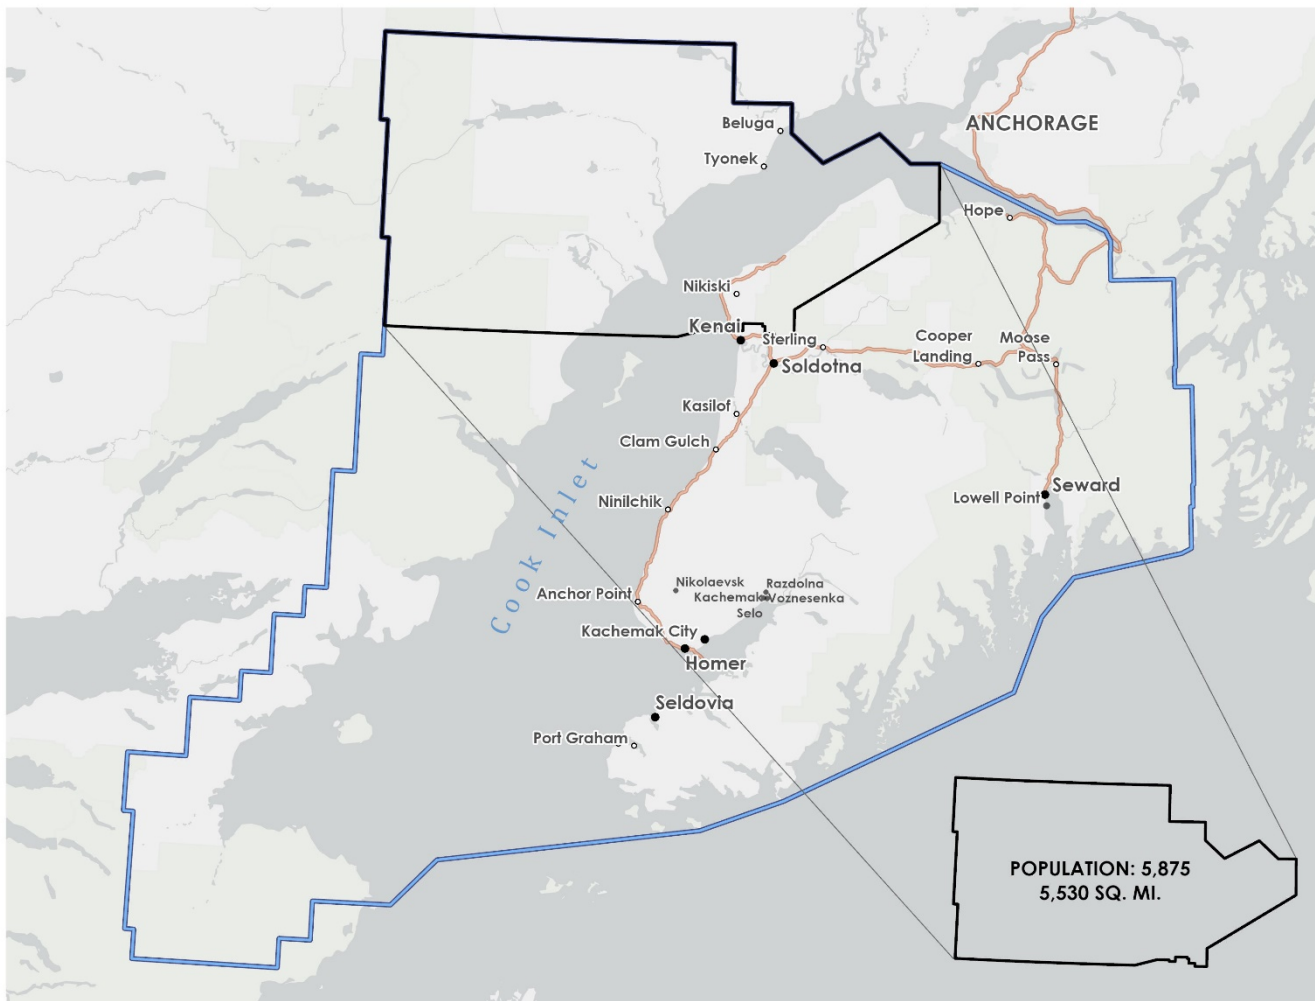 ANCHORAGE
Beluga
Tyonek
Hope
Nikiski
Kenai
Sterling
Cooper
Landing
Moose
Pass
Soldotna
Kasilof
Clam Gulch
Cook Inlet
Ninilchik
Seward
Lowell Point
Nikolaevsk
Razdolna
Kachemak
Voznesenka
Selo
Anchor Point
Kachemak City
Homer
Seldovia
Port Graham
POPULATION: 5,875
5,530 SQ. MI.